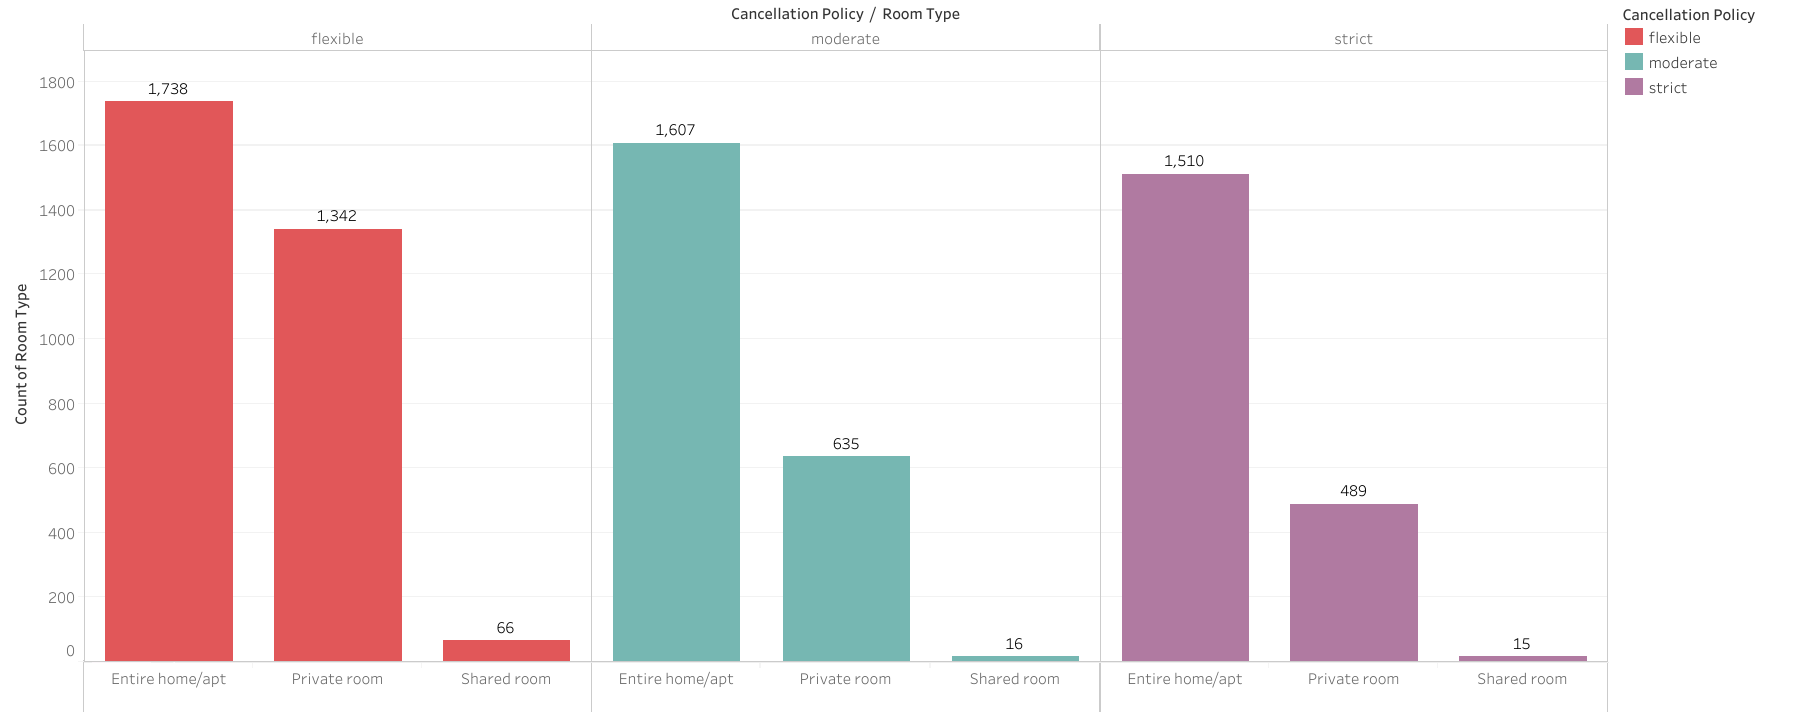 Cancellation Policy / Room Type
flexible moderate strict
Count of Room Type
1800
1600
1400
1200
1000
800
600
400
200
0
1,738 1,342 66 1,607 635 16 1,510 489 15
Entire home/apt Private room Shared room Entire home/apt Private room Shared room Entire home/apt Private room Shared room
Cancellation Policy
flexible
moderate
strict